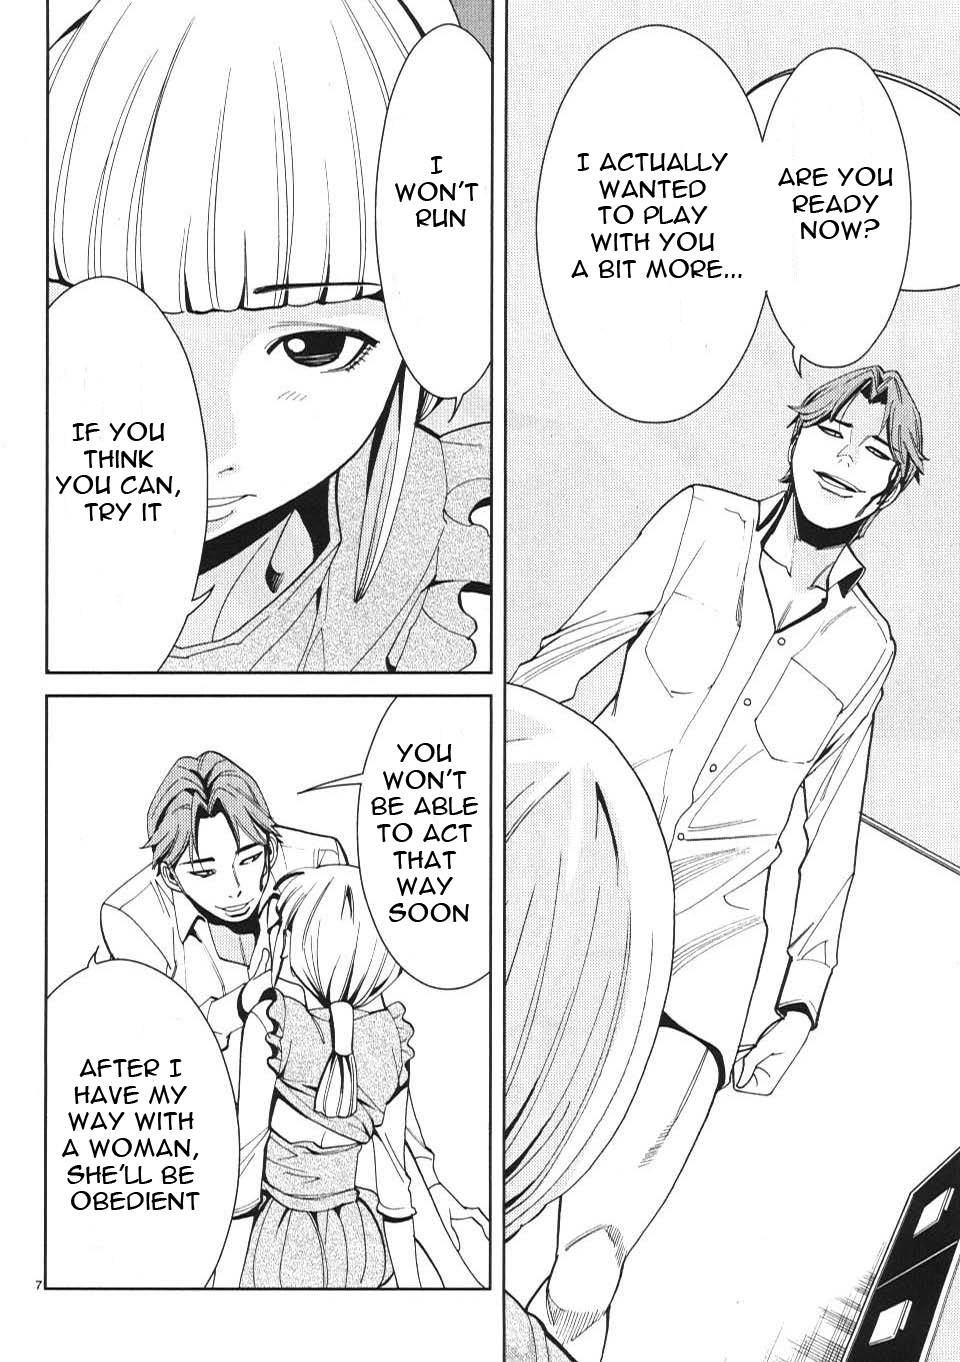 ARE YOU
READY
NOW?
I ACTUALLY
WANTED
TO PLAY
WITH YOU
A BIT MORE...
I
WON'T
RUN
IF YOU
THINK
YOU CAN,
TRY IT
YOU
WON'T
BE ABLE
TO ACT
THAT
WAY
SOON
AFTER I
HAVE MY
WAY WITH
A WOMAN,
SHE'LL BE
OBEDIENT
7